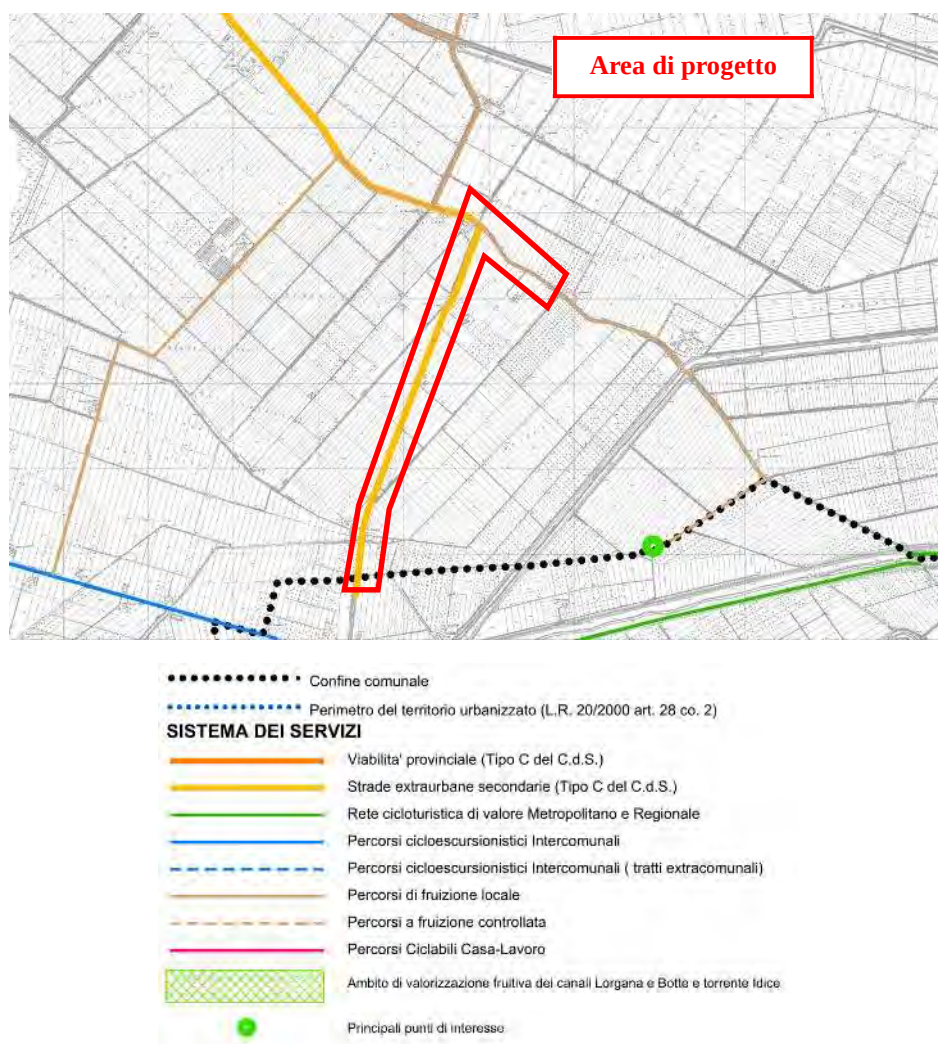 Area di progetto
Confine comunale
Perimetro del territorio urbanizzato (L.R. 20/2000 art. 28 co. 2)
SISTEMA DEI SERVIZI
Viabilita' provinciale (Tipo C del C.d.S.)
Strade extraurbane secondarie (Tipo C del C.d.S.)
Rete cicloturistica di valore Metropolitano e Regionale
Percorsi cicloescursionistici Intercomunali
Percorsi cicloescursionistici Intercomunali ( tratti extracomunali)
Percorsi di fruizione locale
Percorsi a fruizione controllata
Percorsi Ciclabili Casa-Lavoro
Ambito di valorizzazione fruitiva dei canali Lorgana e Botte e torrente Idice
Principali punti di interesse